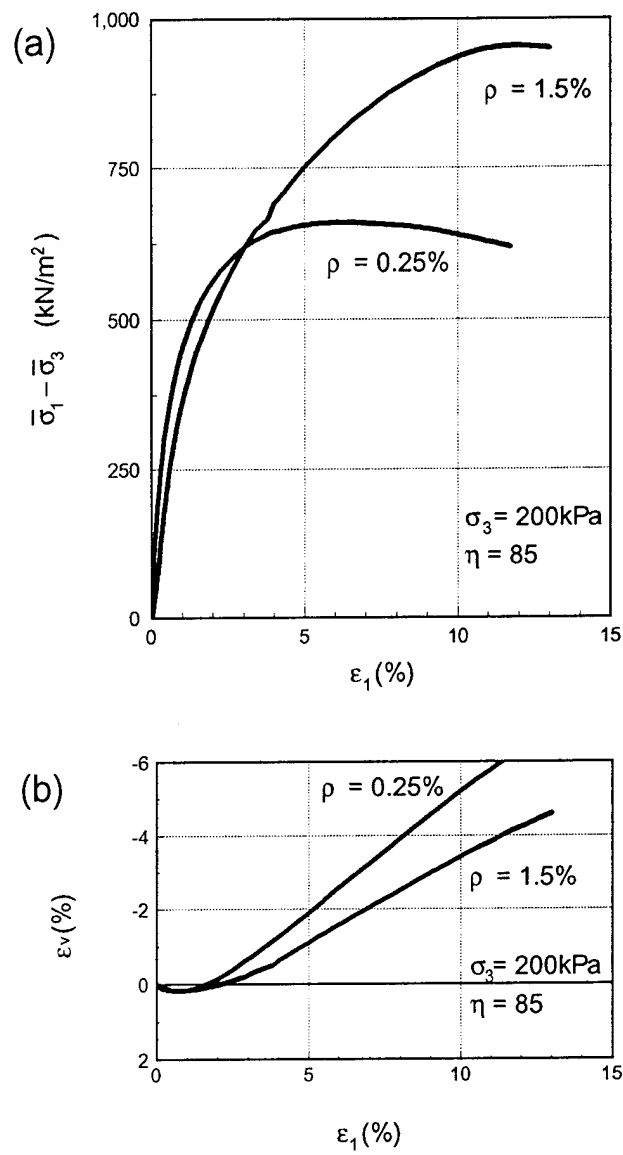 (a)
1,000
750
500
250
0
σ̅₁ – σ̅₃ (kN/m²)
ρ = 1.5%
ρ = 0.25%
σ₃= 200kPa
η = 85
0 5 10 15
ε₁(%)
(b)
-6
-4
-2
0
2
εᵥ(%)
ρ = 0.25%
ρ = 1.5%
σ₃= 200kPa
η = 85
0 5 10 15
ε₁(%)